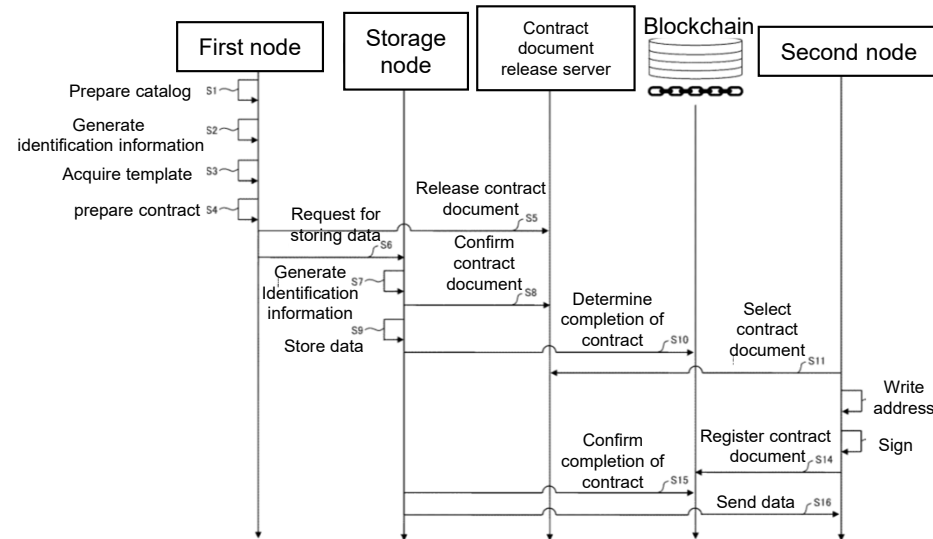 First node
Storage
node
Contract
document
release server
Blockchain
Second node
Prepare catalog
S1
Generate
identification information
S2
Acquire template
S3
prepare contract
S4
Release contract
document
S5
Request for
storing data
S6
Generate
Identification
information
S7
Confirm
contract
document
S8
Store data
S9
Determine
completion of
contract
S10
Select
contract
document
S11
Write
address
Sign
Register contract
document
S14
Confirm
completion of
contract
S15
Send data
S16